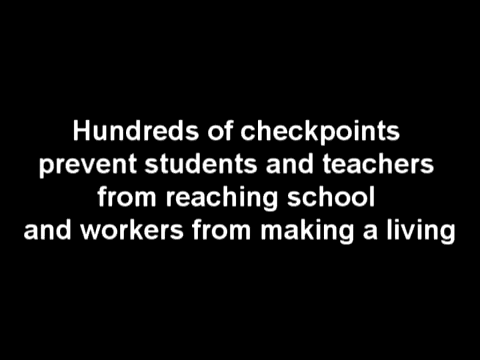 Hundreds of checkpoints
prevent students and teachers
from reaching school
and workers from making a living